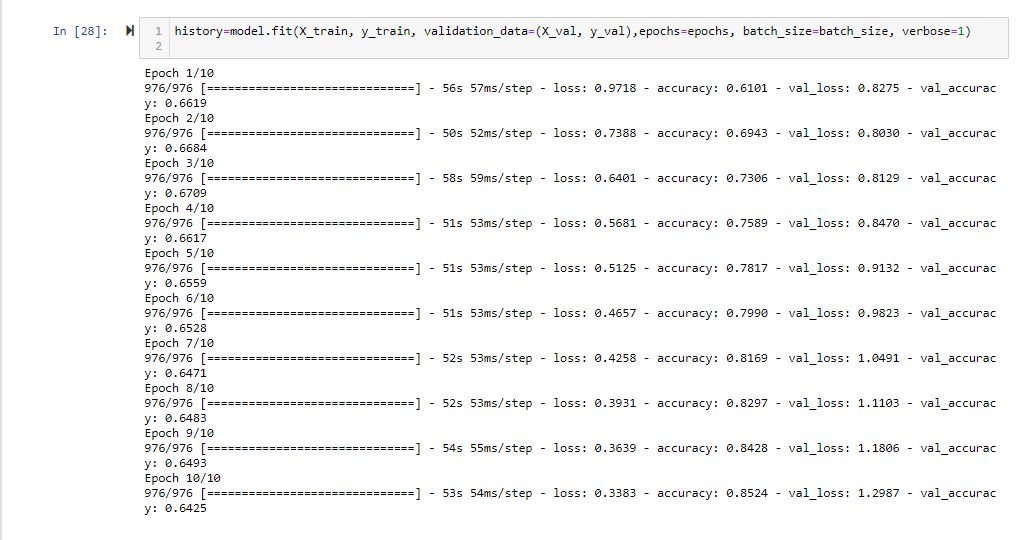 In [28]:
1 history=model.fit(X_train, y_train, validation_data=(X_val, y_val),epochs=epochs, batch_size=batch_size, verbose=1)
2
Epoch 1/10
976/976 [==============================] - 56s 57ms/step - loss: 0.9718 - accuracy: 0.6101 - val_loss: 0.8275 - val_accurac
y: 0.6619
Epoch 2/10
976/976 [==============================] - 50s 52ms/step - loss: 0.7388 - accuracy: 0.6943 - val_loss: 0.8030 - val_accurac
y: 0.6684
Epoch 3/10
976/976 [==============================] - 58s 59ms/step - loss: 0.6401 - accuracy: 0.7306 - val_loss: 0.8129 - val_accurac
y: 0.6709
Epoch 4/10
976/976 [==============================] - 51s 53ms/step - loss: 0.5681 - accuracy: 0.7589 - val_loss: 0.8470 - val_accurac
y: 0.6617
Epoch 5/10
976/976 [==============================] - 51s 53ms/step - loss: 0.5125 - accuracy: 0.7817 - val_loss: 0.9132 - val_accurac
y: 0.6559
Epoch 6/10
976/976 [==============================] - 51s 53ms/step - loss: 0.4657 - accuracy: 0.7990 - val_loss: 0.9823 - val_accurac
y: 0.6528
Epoch 7/10
976/976 [==============================] - 52s 53ms/step - loss: 0.4258 - accuracy: 0.8169 - val_loss: 1.0491 - val_accurac
y: 0.6471
Epoch 8/10
976/976 [==============================] - 52s 53ms/step - loss: 0.3931 - accuracy: 0.8297 - val_loss: 1.1103 - val_accurac
y: 0.6483
Epoch 9/10
976/976 [==============================] - 54s 55ms/step - loss: 0.3639 - accuracy: 0.8428 - val_loss: 1.1806 - val_accurac
y: 0.6493
Epoch 10/10
976/976 [==============================] - 53s 54ms/step - loss: 0.3383 - accuracy: 0.8524 - val_loss: 1.2987 - val_accurac
y: 0.6425